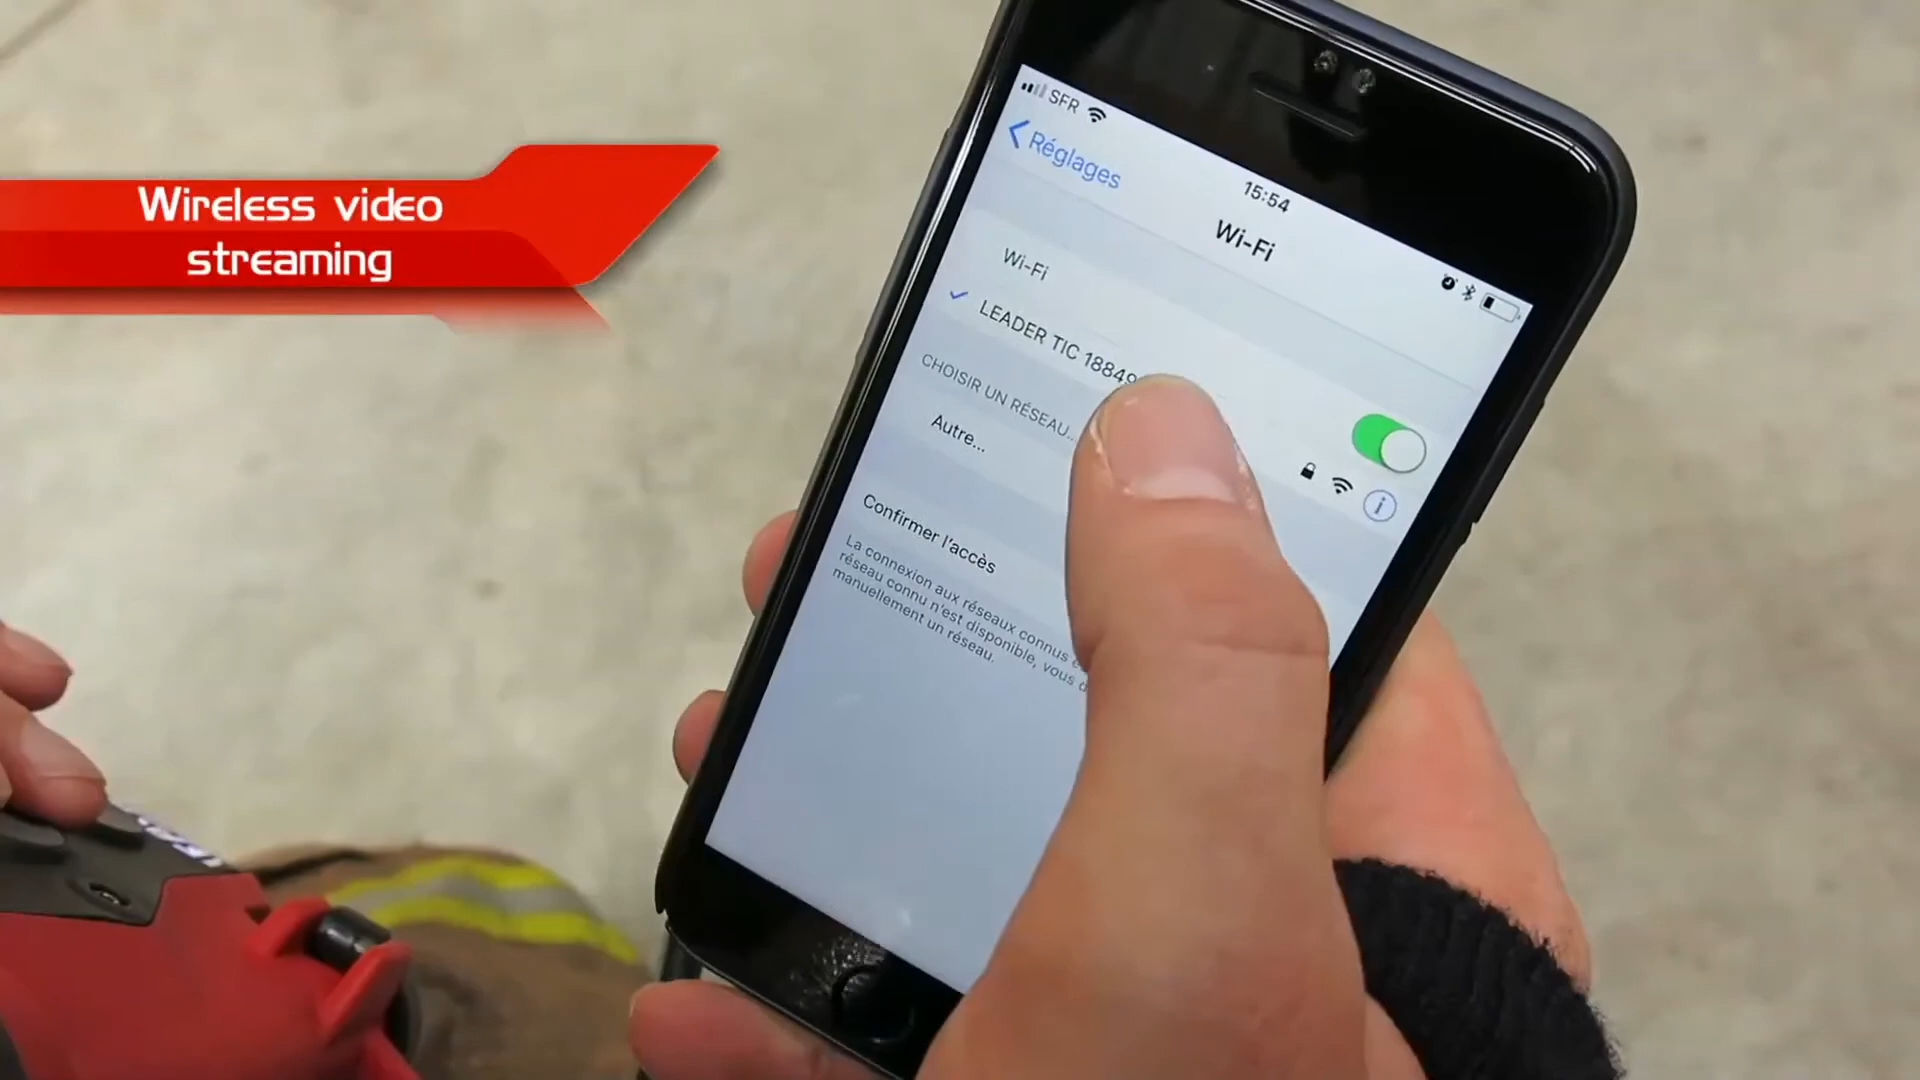 Wireless video
streaming
SFR
15:54
Réglages
Wi-Fi
Wi-Fi
LEADER TIC 18849
CHOISIR UN RÉSEAU...
Autre...
Confirmer l'accès
La connexion aux réseaux connus
réseau connu n'est disponible, vous
manuellement un réseau.